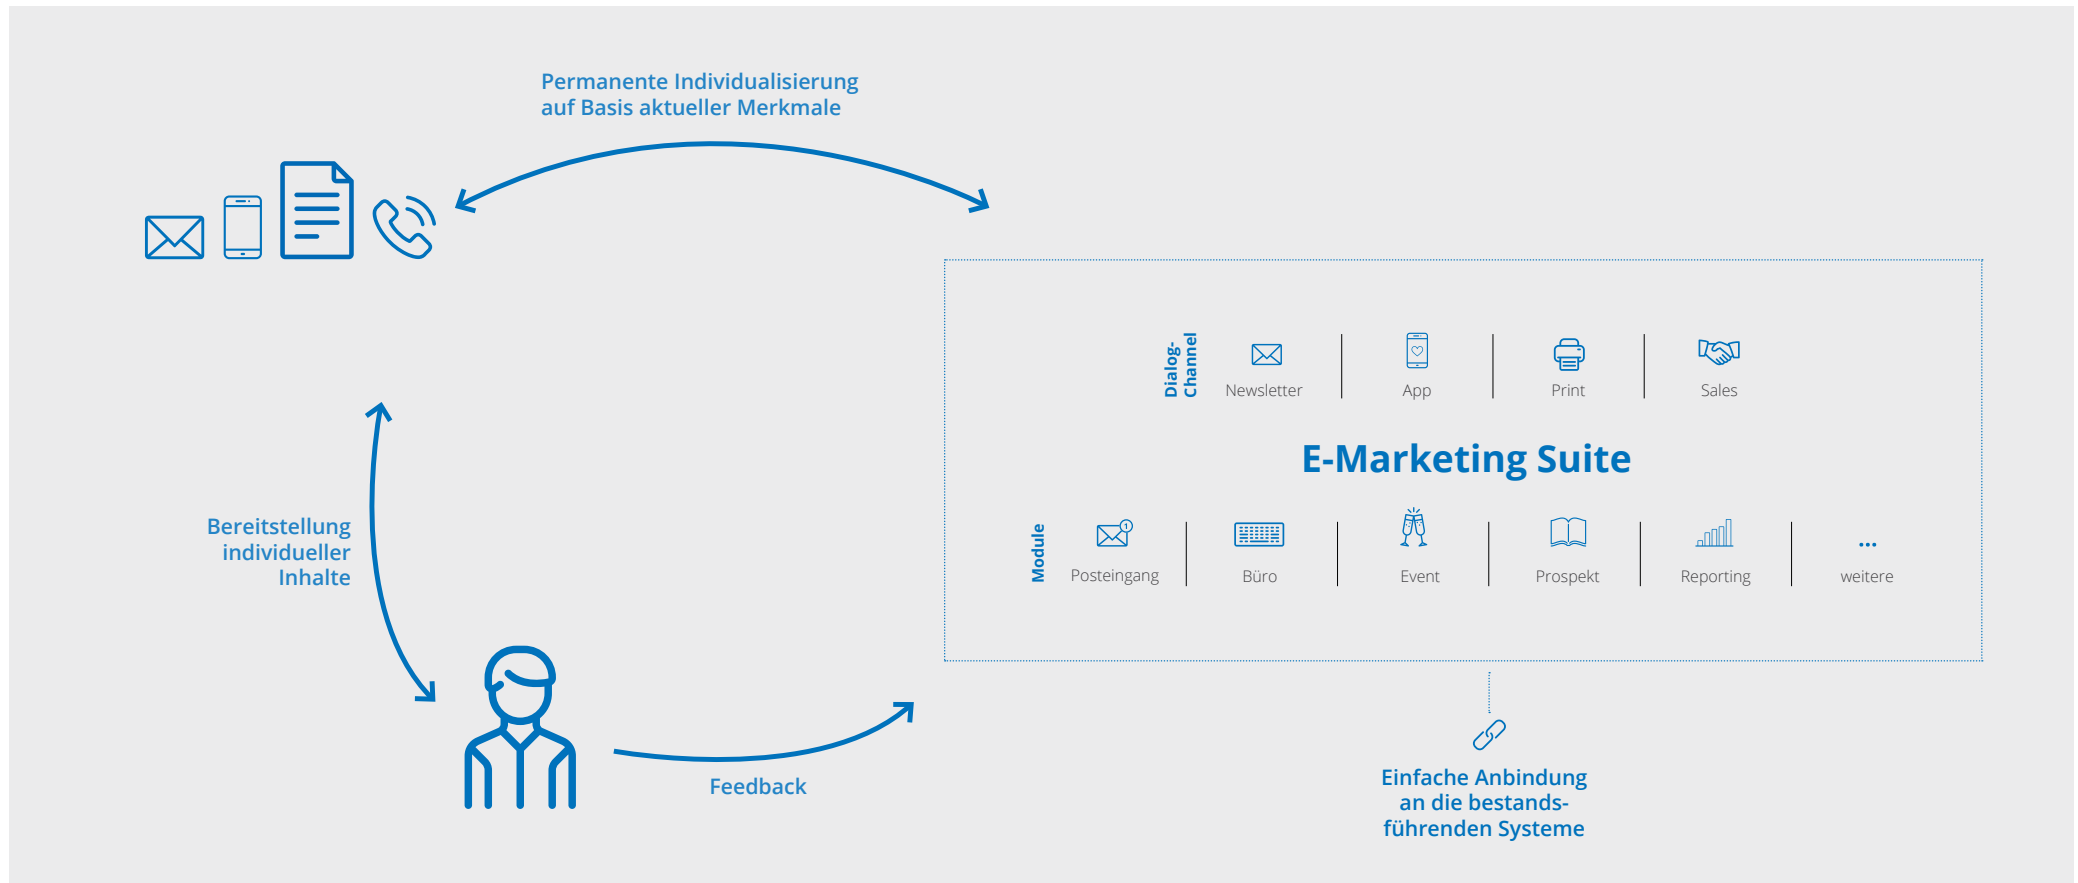 Permanente Individualisierung
auf Basis aktueller Merkmale
Dialog-
Channel
Newsletter
App
Print
Sales
E-Marketing Suite
Module
1
Posteingang
Büro
Event
Prospekt
Reporting
...
weitere
Bereitstellung
individueller
Inhalte
Feedback
Einfache Anbindung
an die bestands-
führenden Systeme